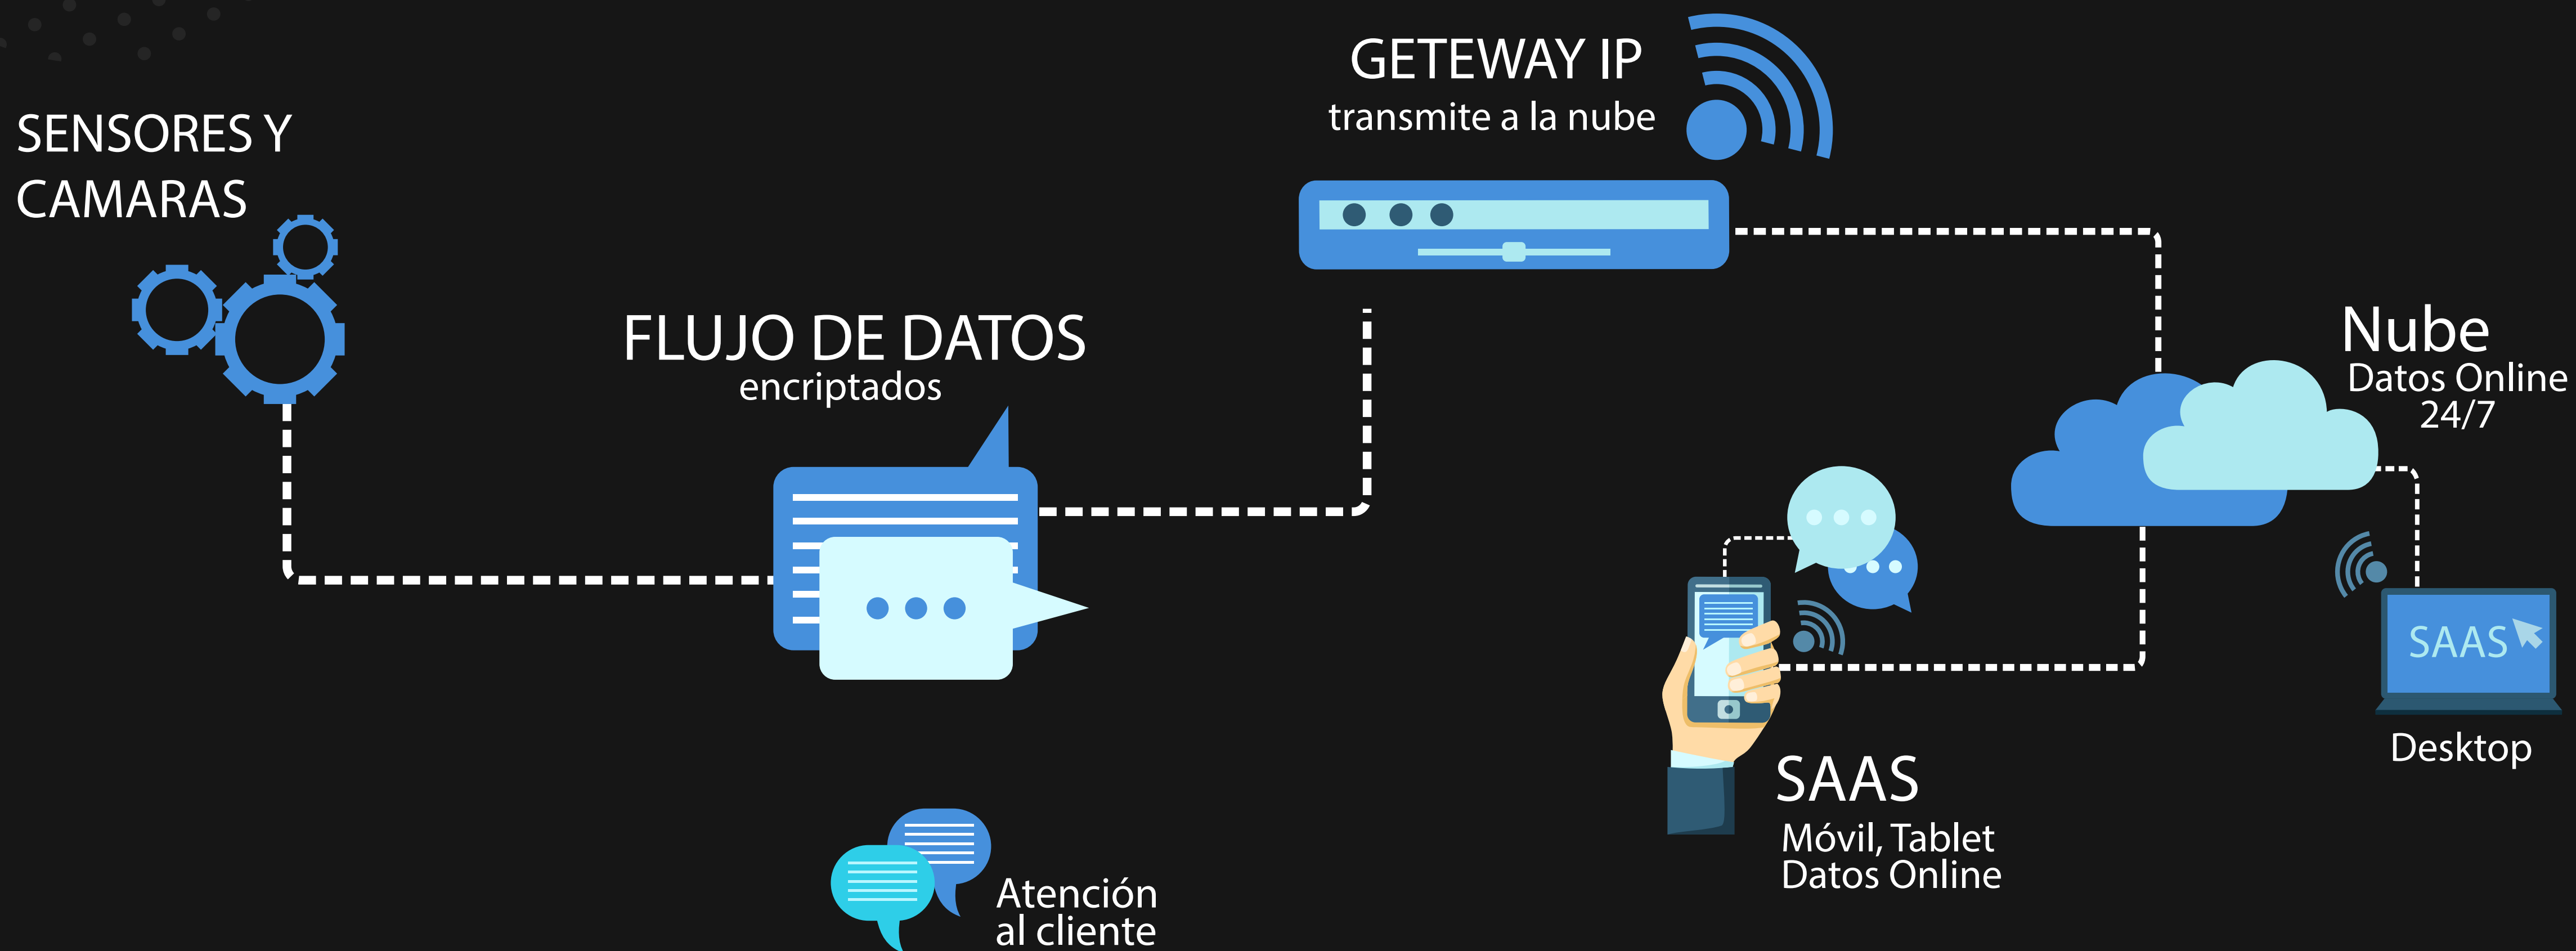 SENSORES Y
CAMARAS
FLUJO DE DATOS
encriptados
GETEWAY IP
transmite a la nube
Nube
Datos Online
24/7
SAAS
Desktop
SAAS
Móvil, Tablet
Datos Online
Atención
al cliente